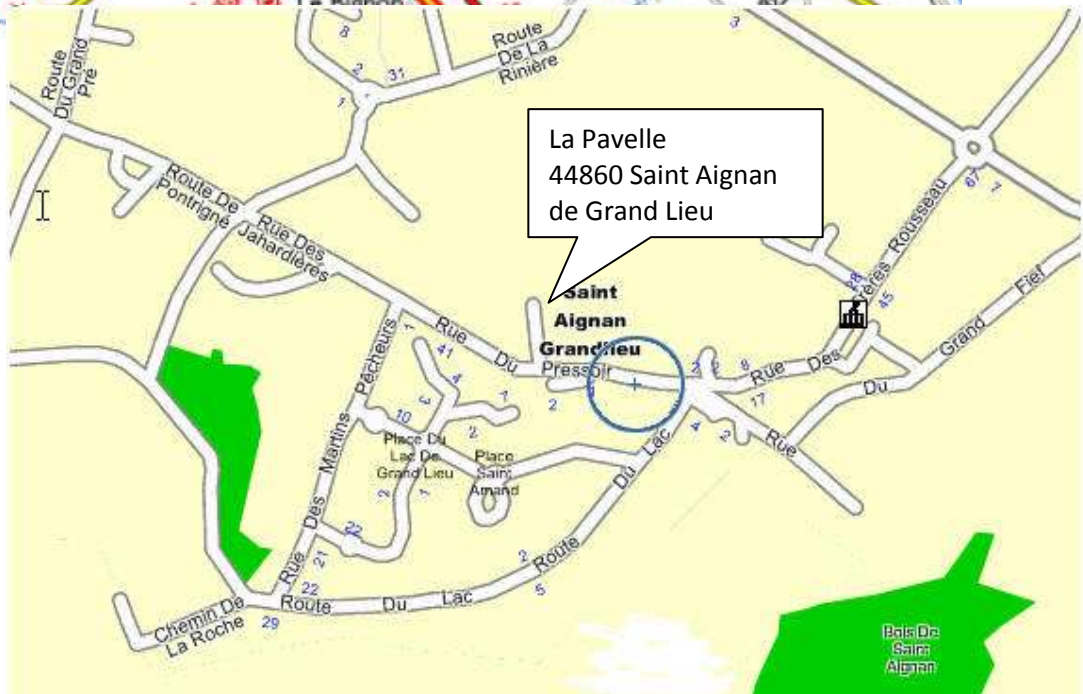 Le Bignon
8
2
31
1
Route
De La
Rinière
3
Route
Du Grand
Pré
La Pavelle
44860 Saint Aignan
de Grand Lieu
Route De
Pontrigné
Rue Des
Jahardières
67
7
Rousseau
28
45
Saint
Aignan
Grandlieu
Rue
Du
Pressoir
1
41
4
3
7
2
2
2
2
8
17
Rue
Des
Du
Grand
Fief
4
2
Rue
Rue
Des
Martins
Pêcheurs
10
Place Du
Lac De
Grand Lieu
2
1
Place
Saint
Amand
22
21
22
Route
Du
Lac
2
5
Route
Du
Lac
29
Chemin De
La Roche
Bois De
Saint
Aignan